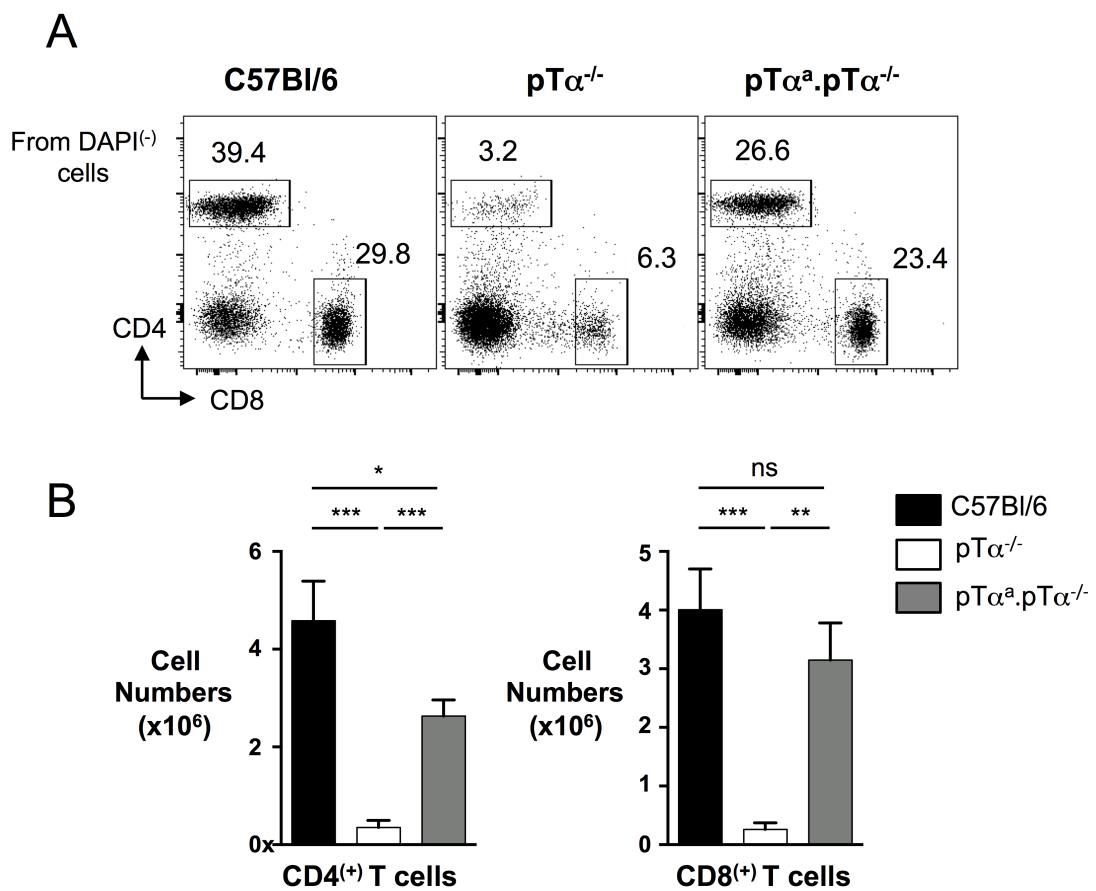 A
C57Bl/6
pTα-/-
pTαᵃ.pTα-/-
From DAPI(-)
cells
39.4
3.2
26.6
29.8
6.3
23.4
CD4
CD8
B
*
*** ***
ns
*** **
C57Bl/6
pTα-/-
pTαᵃ.pTα-/-
6
4
2
0x
Cell
Numbers
(x10⁶)
CD4(+) T cells
5
4
3
2
1
0
Cell
Numbers
(x10⁶)
CD8(+) T cells